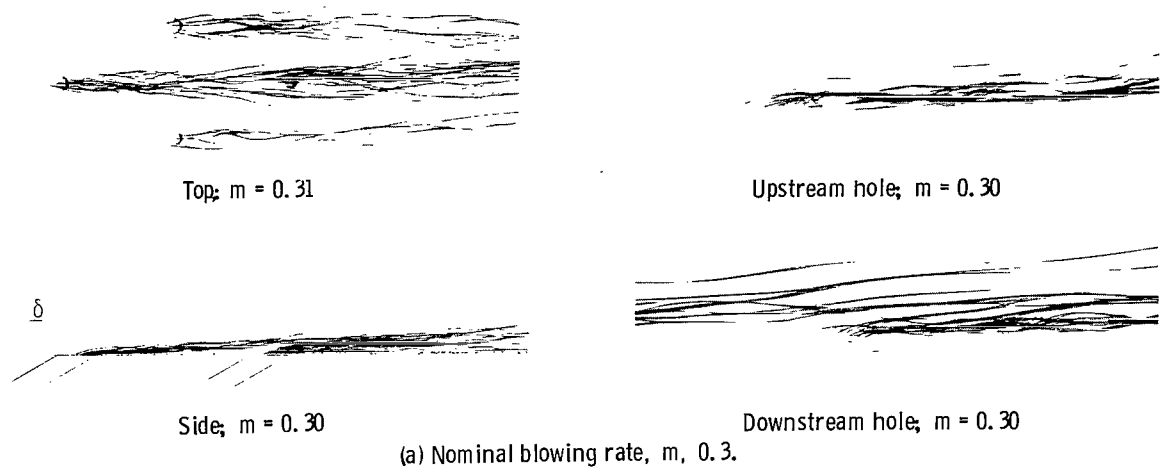 Top; m = 0.31
Upstream hole; m = 0.30
δ
Side; m = 0.30
Downstream hole; m = 0.30
(a) Nominal blowing rate, m, 0.3.